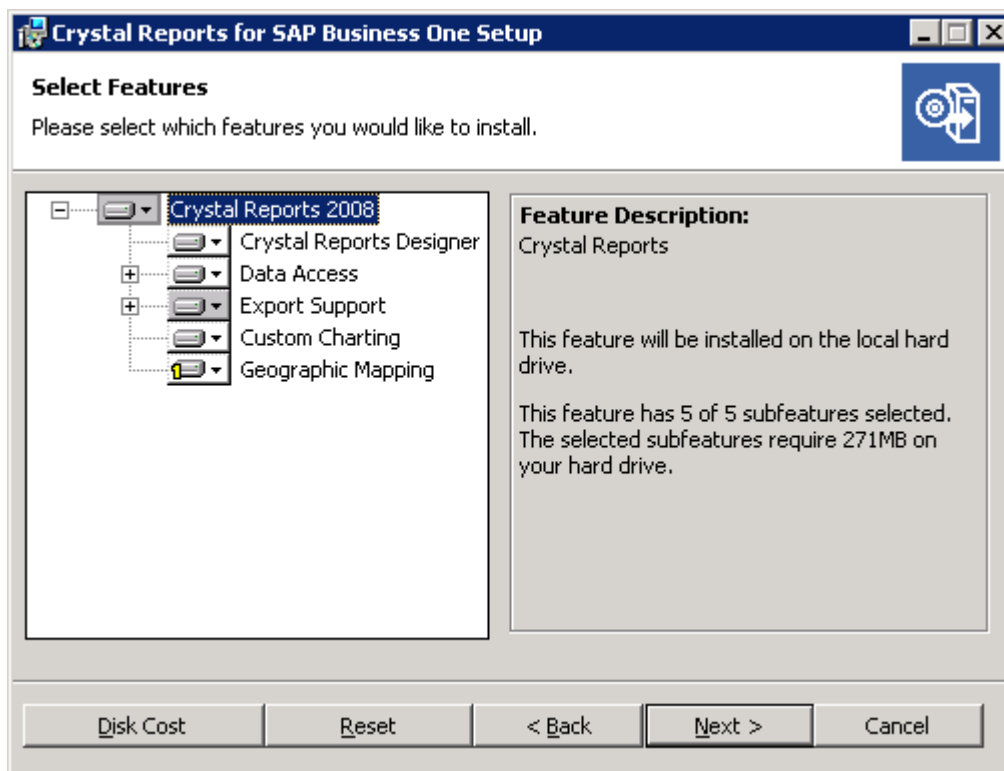 Crystal Reports for SAP Business One Setup
Select Features
Please select which features you would like to install.
Crystal Reports 2008
Crystal Reports Designer
Data Access
Export Support
Custom Charting
1
Geographic Mapping
Feature Description:
Crystal Reports
This feature will be installed on the local hard
drive.
This feature has 5 of 5 subfeatures selected.
The selected subfeatures require 271MB on
your hard drive.
Disk Cost
Reset
< Back
Next >
Cancel